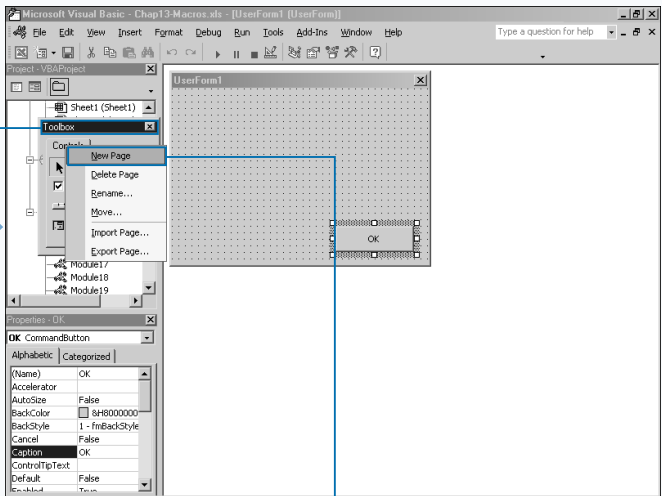 Microsoft Visual Basic - Chap13-Macros.xls - [UserForm1 (UserForm)]
File Edit View Insert Format Debug Run Tools Add-Ins Window Help
Type a question for help
Project - VBAProject
Sheet1 (Sheet1)
Toolbox
New Page
Delete Page
Rename...
Move...
Import Page...
Export Page...
Module17
Module18
Module19
UserForm1
OK
Properties - OK
OK CommandButton
Alphabetic Categorized
(Name) OK
Accelerator
AutoSize False
BackColor &H8000000
BackStyle 1 - fmBackStyle
Cancel False
Caption OK
ControlTipText
Default False
Enabled True